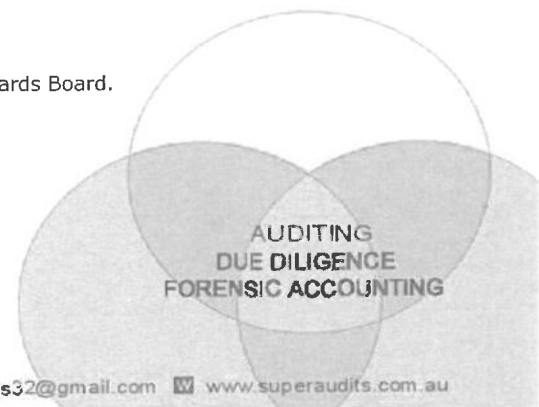 ards Board.
AUDITING
DUE DILIGENCE
FORENSIC ACCOUNTING
s32@gmail.com www.superaudits.com.au